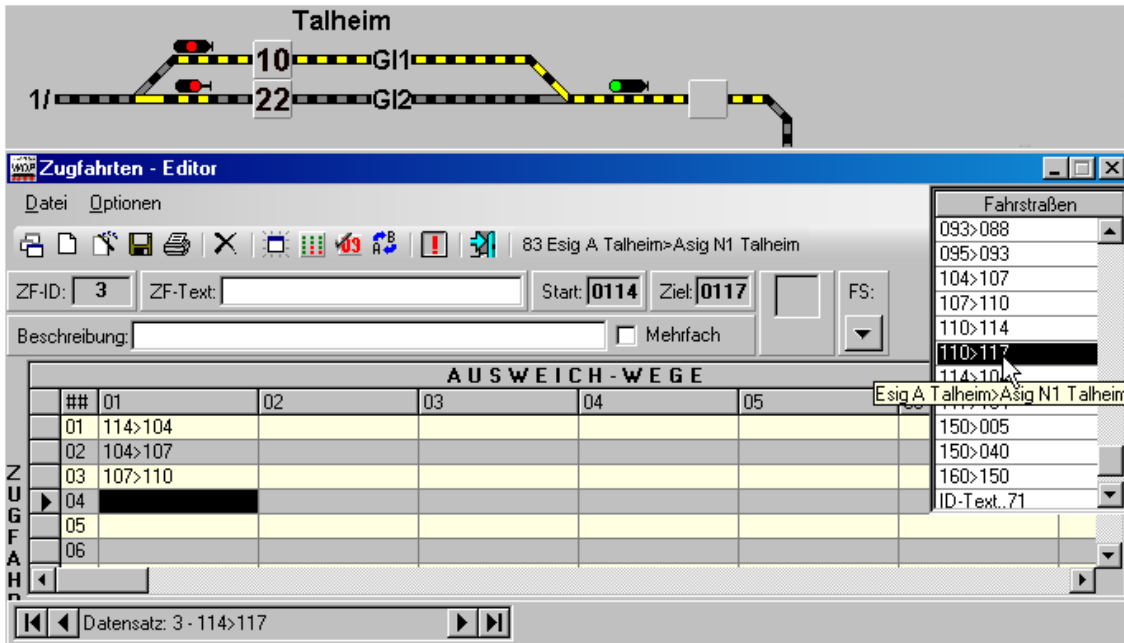 Talheim
10 Gl1
1/ 22 Gl2
Zugfahrten - Editor
Datei Optionen
83 Esig A Talheim>Asig N1 Talheim
ZF-ID: 3 ZF-Text: Start: 0114 Ziel: 0117 FS:
Beschreibung: Mehrfach
AUSWEICH-WEGE
## 01 02 03 04 05
01 114>104
02 104>107
03 107>110
04
05
06
ZUGFAH
Datensatz: 3 - 114>117
Fahrstraßen
093>088
095>093
104>107
107>110
110>114
110>117
Esig A Talheim>Asig N1 Talheim
150>005
150>040
160>150
ID-Text..71